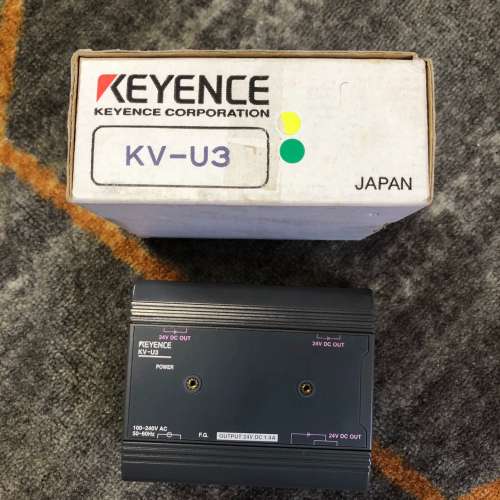 KEYENCE
KEYENCE CORPORATION
KV-U3
JAPAN
24V DC OUT
24V DC OUT
KEYENCE
KV-U3
POWER
100-240V AC
50-60Hz
F.G.
OUTPUT 24V DC 1.4A
24V DC OUT